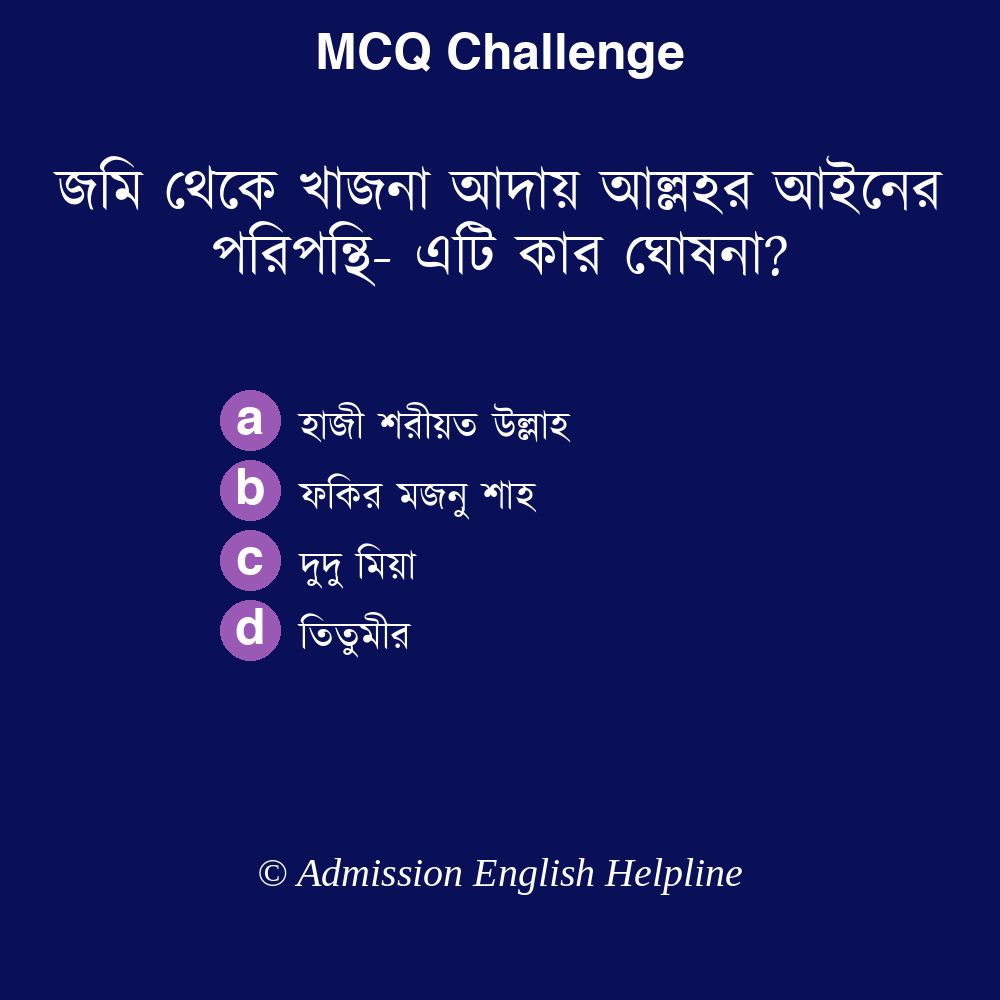 MCQ Challenge
জমি থেকে খাজনা আদায় আল্লহর আইনের
পরিপন্থি- এটি কার ঘোষনা?
a হাজী শরীয়ত উল্লাহ
b ফকির মজনু শাহ
c দুদু মিয়া
d তিতুমীর
© Admission English Helpline